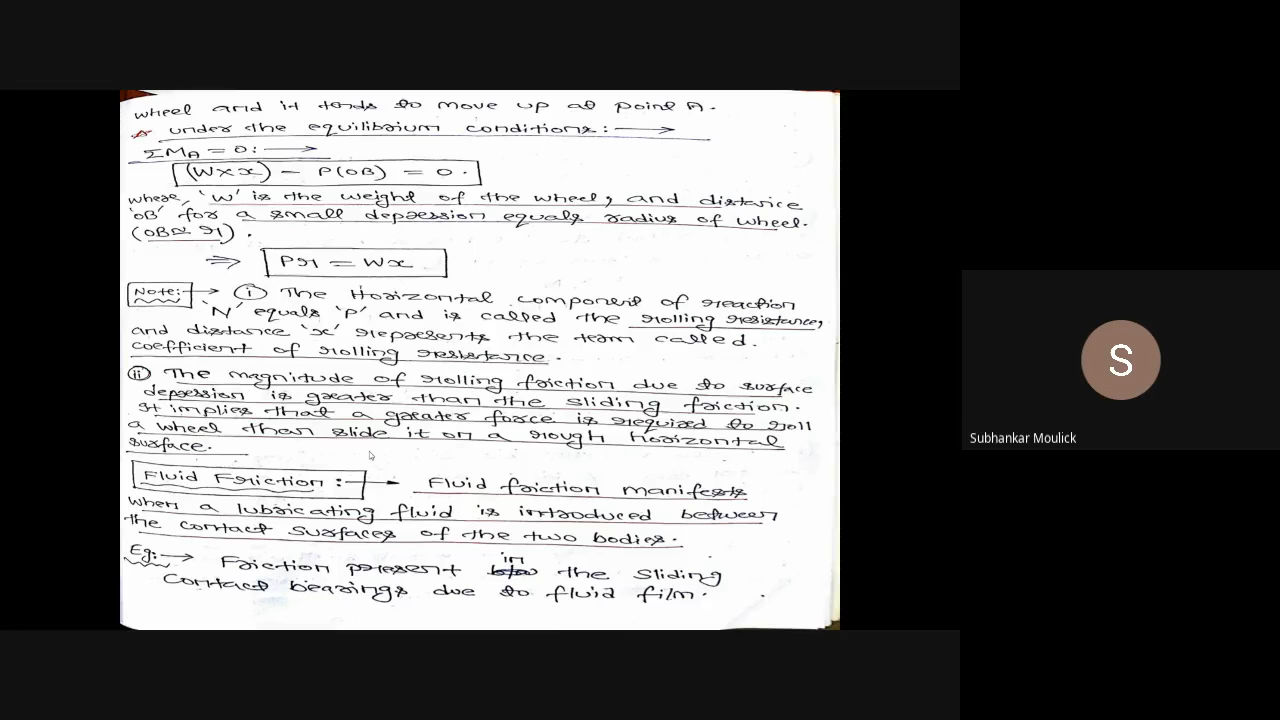 wheel and it tends to move up at point A.
under the equilibrium conditions: →
ΣM_A = 0: →
(W×x) - P(OB) = 0.
where, 'W' is the weight of the wheel, and distance
'OB' for a small depression equals radius of wheel.
(OB≈ r).
⇒ Pr = Wx
Note: → (i) The Horizontal component of reaction
'N' equals 'P' and is called the rolling resistance,
and distance 'x' represents the term called.
coefficient of rolling resistance.
(ii) The magnitude of rolling friction due to surface
depression is greater than the sliding friction.
It implies that a greater force is required to roll
a wheel than slide it on a rough Horizontal
surface.
Fluid Friction: → Fluid friction manifests
when a lubricating fluid is introduced between
the contact surfaces of the two bodies.
Eg: → Friction present in the sliding
contact bearings due to fluid film.
S
Subhankar Moulick